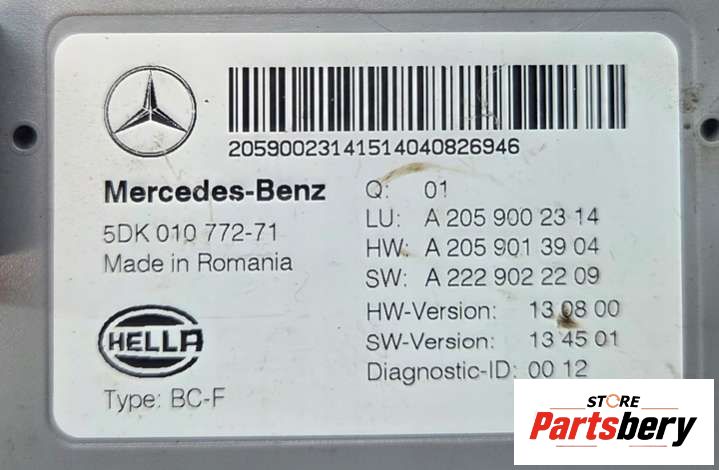 20590023141514040826946
Mercedes-Benz
5DK 010 772-71
Made in Romania
HELLA
Type: BC-F
Q: 01
LU: A 205 900 23 14
HW: A 205 901 39 04
SW: A 222 902 22 09
HW-Version: 13 08 00
SW-Version: 13 45 01
Diagnostic-ID: 00 12
STORE
Partsbery